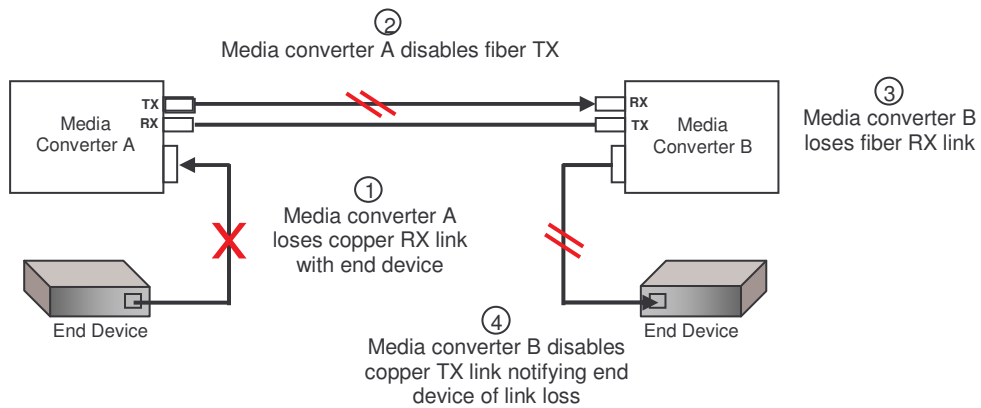 2
Media converter A disables fiber TX
TX
RX
Media
Converter A
RX
TX
Media
Converter B
3
Media converter B
loses fiber RX link
1
Media converter A
loses copper RX link
with end device
End Device
End Device
4
Media converter B disables
copper TX link notifying end
device of link loss